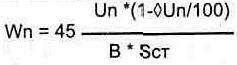 Wn = 45 Un *(1-◊Un/100)
B * Sст